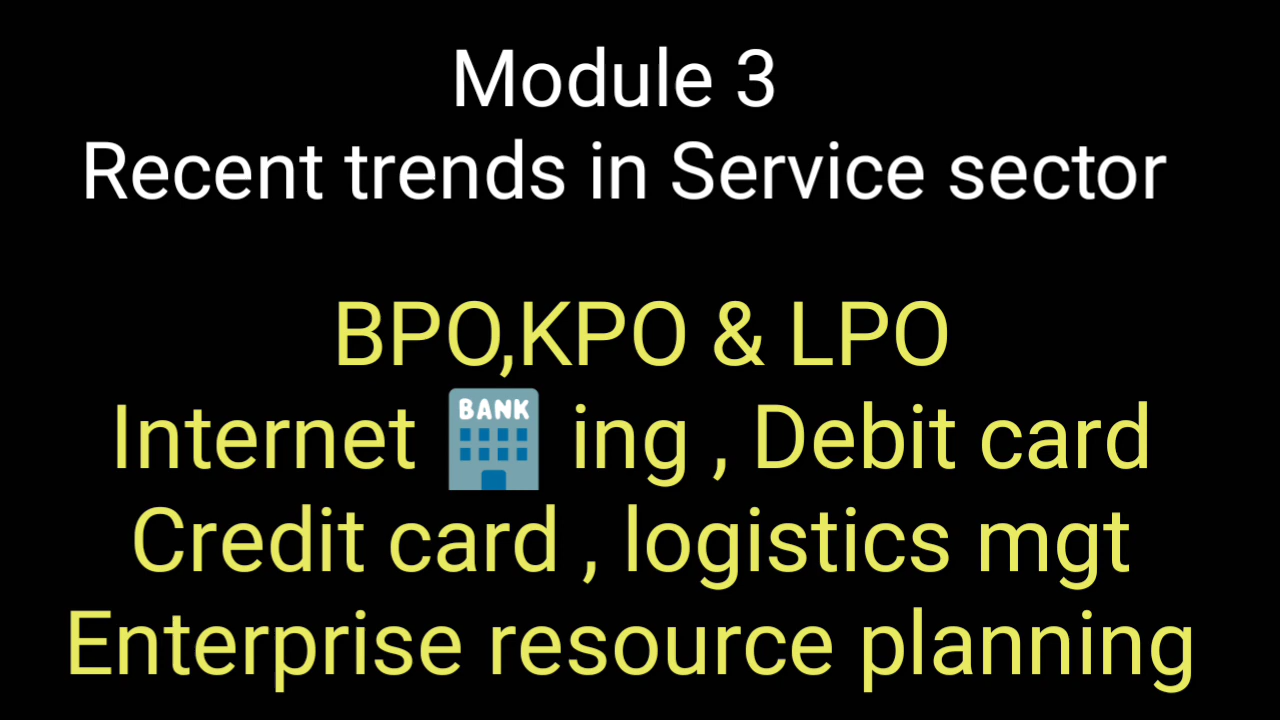 Module 3
Recent trends in Service sector
BPO,KPO & LPO
Internet 🏦 ing , Debit card
Credit card , logistics mgt
Enterprise resource planning